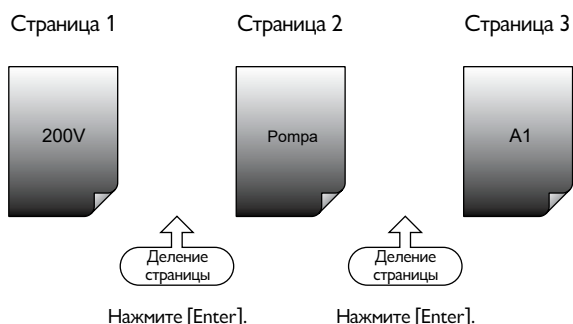 Страница 1 Страница 2 Страница 3
200V Pompa A1
Деление Деление
страницы страницы
Нажмите [Enter]. Нажмите [Enter].